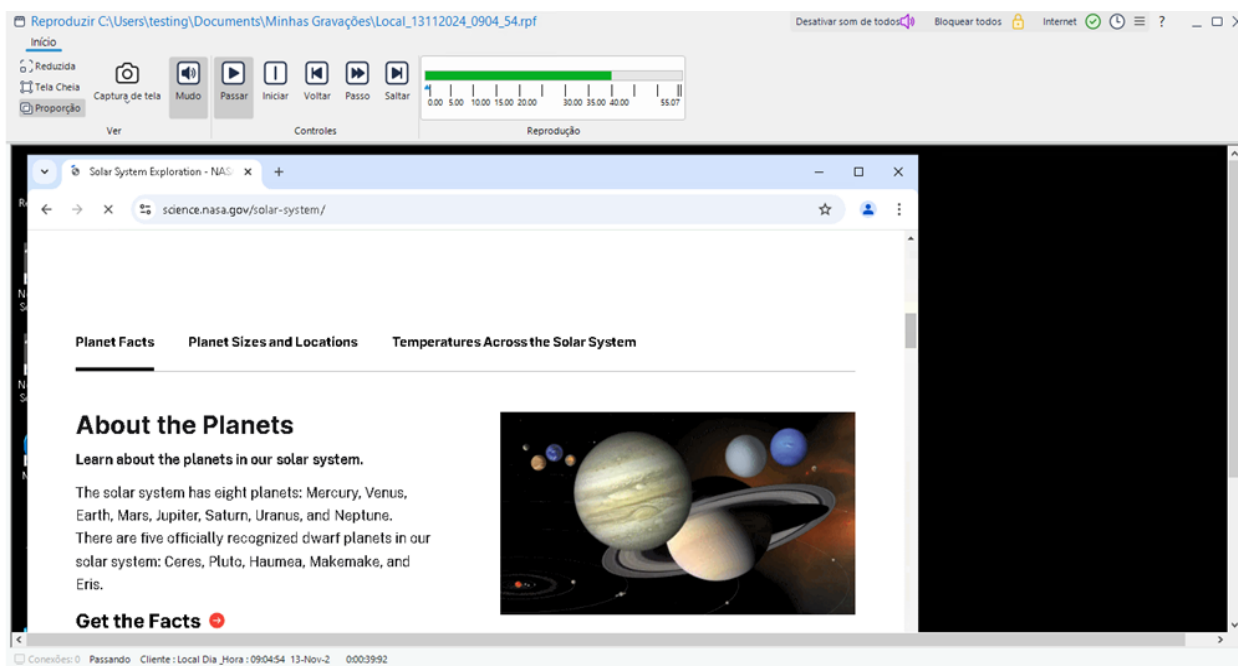 Reproduzir C:\Users\testing\Documents\Minhas Gravações\Local_13112024_0904_54.rpf
Desativar som de todos
Bloquear todos
Internet
?
Início
Reduzida
Tela Cheia
Proporção
Captura de tela
Mudo
Passar
Iniciar
Voltar
Passo
Saltar
0.00 5.00 10.00 15.00 20.00 30.00 35.00 40.00 55.07
Ver
Controles
Reprodução
Solar System Exploration - NAS
science.nasa.gov/solar-system/
Planet Facts
Planet Sizes and Locations
Temperatures Across the Solar System
About the Planets
Learn about the planets in our solar system.
The solar system has eight planets: Mercury, Venus,
Earth, Mars, Jupiter, Saturn, Uranus, and Neptune.
There are five officially recognized dwarf planets in our
solar system: Ceres, Pluto, Haumea, Makemake, and
Eris.
Get the Facts
Conexões: 0 Passando Cliente : Local Dia_Hora : 09:04:54 13-Nov-2 0:00:39:92